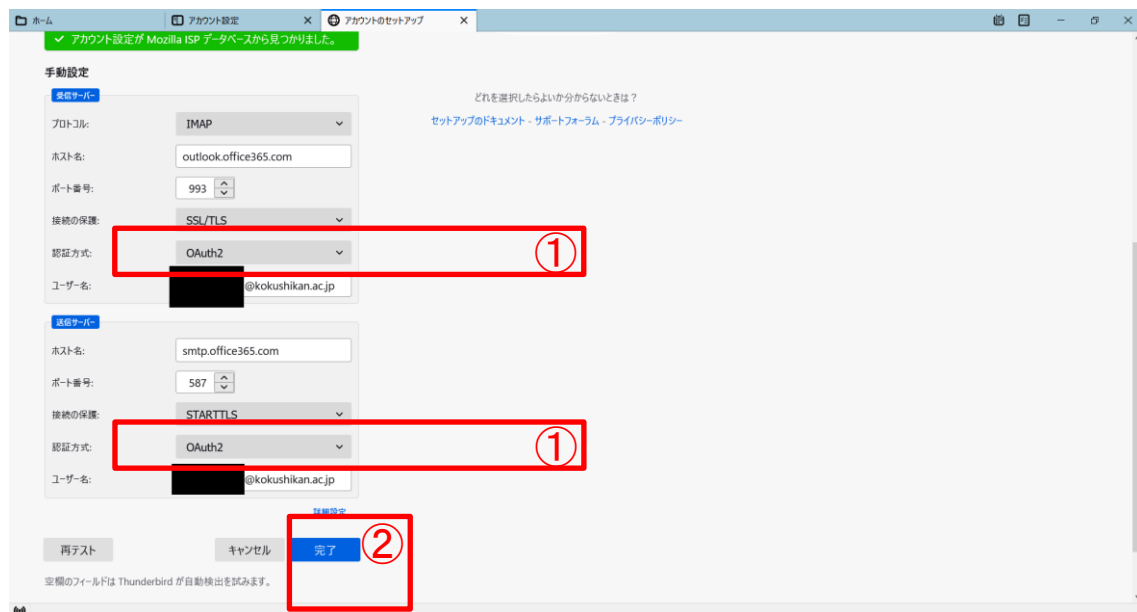 ホーム
アカウント設定
アカウントのセットアップ
アカウント設定が Mozilla ISP データベースから見つかりました。
手動設定
受信サーバー
どれを選択したらよいか分からないときは？
プロトコル: IMAP
セットアップのドキュメント - サポートフォーラム - プライバシーポリシー
ホスト名: outlook.office365.com
ポート番号: 993
接続の保護: SSL/TLS
認証方式: OAuth2 ①
ユーザー名: @kokushikan.ac.jp
送信サーバー
ホスト名: smtp.office365.com
ポート番号: 587
接続の保護: STARTTLS
認証方式: OAuth2 ①
ユーザー名: @kokushikan.ac.jp
詳細設定
再テスト キャンセル 完了 ②
空欄のフィールドは Thunderbird が自動検出を試みます。